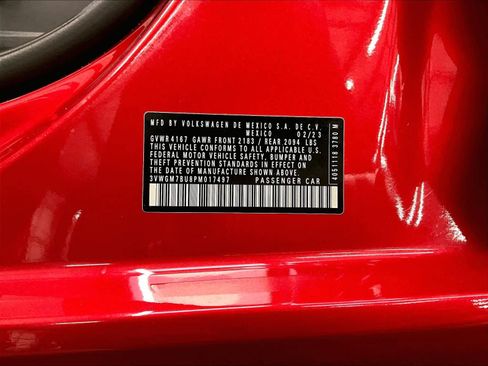 MFD BY VOLKSWAGEN DE MEXICO S.A. DE C.V.
MEXICO 02/23
GVWR 4167 GAWR FRONT 2183 / REAR 2094 LBS
THIS VEHICLE CONFORMS TO ALL APPLICABLE U.S.
FEDERAL MOTOR VEHICLE SAFETY, BUMPER AND
THEFT PREVENTION STANDARDS IN EFFECT ON
THE DATE OF MANUFACTURE SHOWN ABOVE.
3VWGM7BU8PM017497 PASSENGER CAR
4051118 3700 M